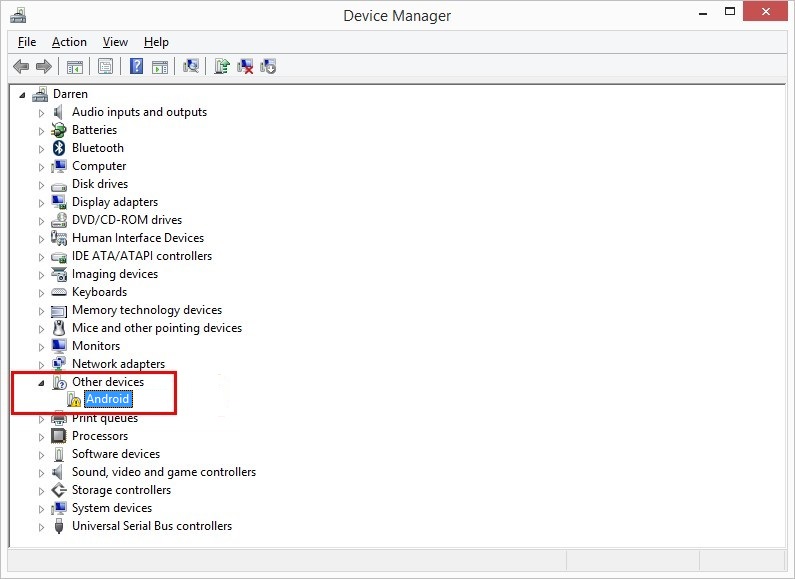 Device Manager
File Action View Help
Darren
Audio inputs and outputs
Batteries
Bluetooth
Computer
Disk drives
Display adapters
DVD/CD-ROM drives
Human Interface Devices
IDE ATA/ATAPI controllers
Imaging devices
Keyboards
Memory technology devices
Mice and other pointing devices
Monitors
Network adapters
Other devices
Android
Print queues
Processors
Software devices
Sound, video and game controllers
Storage controllers
System devices
Universal Serial Bus controllers